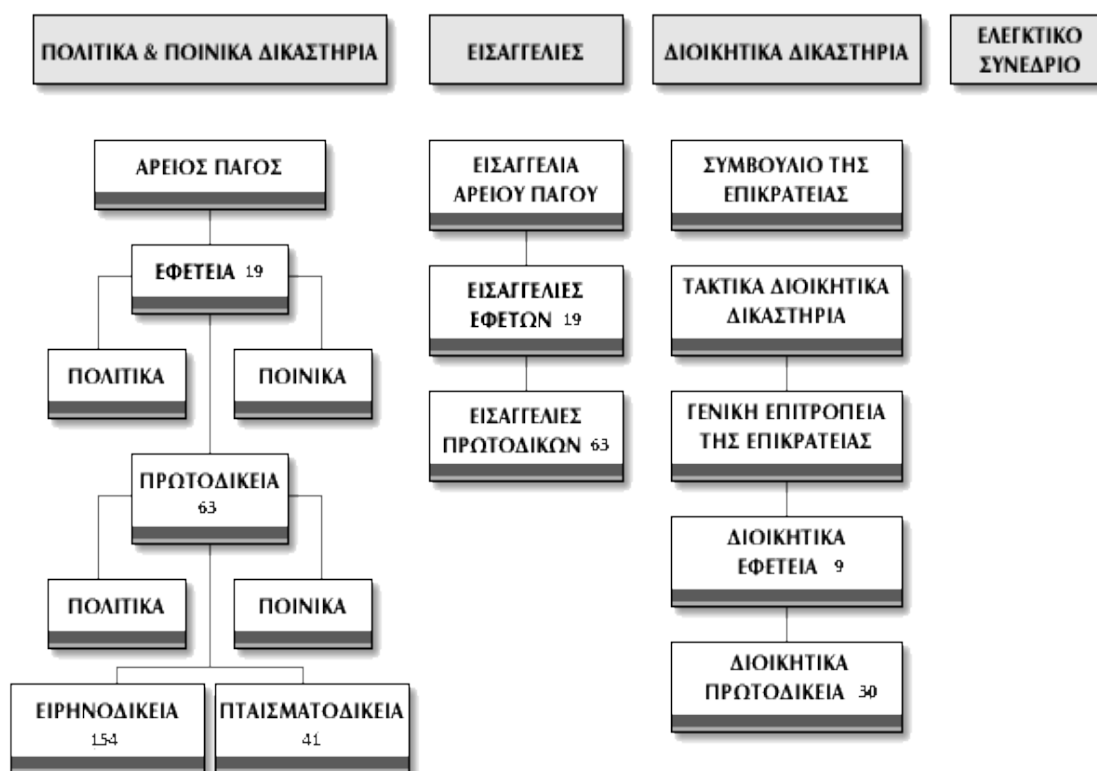 ΠΟΛΙΤΙΚΑ & ΠΟΙΝΙΚΑ ΔΙΚΑΣΤΗΡΙΑ
ΕΙΣΑΓΓΕΛΙΕΣ
ΔΙΟΙΚΗΤΙΚΑ ΔΙΚΑΣΤΗΡΙΑ
ΕΛΕΓΚΤΙΚΟ
ΣΥΝΕΔΡΙΟ
ΑΡΕΙΟΣ ΠΑΓΟΣ
ΕΦΕΤΕΙΑ 19
ΠΟΛΙΤΙΚΑ
ΠΟΙΝΙΚΑ
ΠΡΩΤΟΔΙΚΕΙΑ
63
ΠΟΛΙΤΙΚΑ
ΠΟΙΝΙΚΑ
ΕΙΡΗΝΟΔΙΚΕΙΑ
154
ΠΤΑΙΣΜΑΤΟΔΙΚΕΙΑ
41
ΕΙΣΑΓΓΕΛΙΑ
ΑΡΕΙΟΥ ΠΑΓΟΥ
ΕΙΣΑΓΓΕΛΙΕΣ
ΕΦΕΤΩΝ 19
ΕΙΣΑΓΓΕΛΙΕΣ
ΠΡΩΤΟΔΙΚΩΝ 63
ΣΥΜΒΟΥΛΙΟ ΤΗΣ
ΕΠΙΚΡΑΤΕΙΑΣ
ΤΑΚΤΙΚΑ ΔΙΟΙΚΗΤΙΚΑ
ΔΙΚΑΣΤΗΡΙΑ
ΓΕΝΙΚΗ ΕΠΙΤΡΟΠΕΙΑ
ΤΗΣ ΕΠΙΚΡΑΤΕΙΑΣ
ΔΙΟΙΚΗΤΙΚΑ
ΕΦΕΤΕΙΑ 9
ΔΙΟΙΚΗΤΙΚΑ
ΠΡΩΤΟΔΙΚΕΙΑ 30